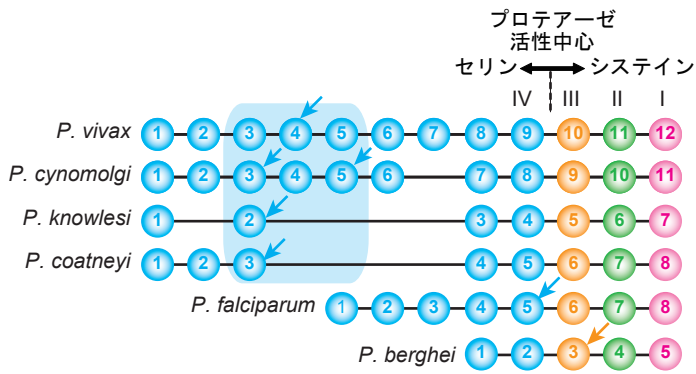 プロテアーゼ
活性中心
セリン システイン
IV III II I
P. vivax 1 2 3 4 5 6 7 8 9 10 11 12
P. cynomolgi 1 2 3 4 5 6 7 8 9 10 11
P. knowlesi 1 2 3 4 5 6 7
P. coatneyi 1 2 3 4 5 6 7 8
P. falciparum 1 2 3 4 5 6 7 8
P. berghei 1 2 3 4 5